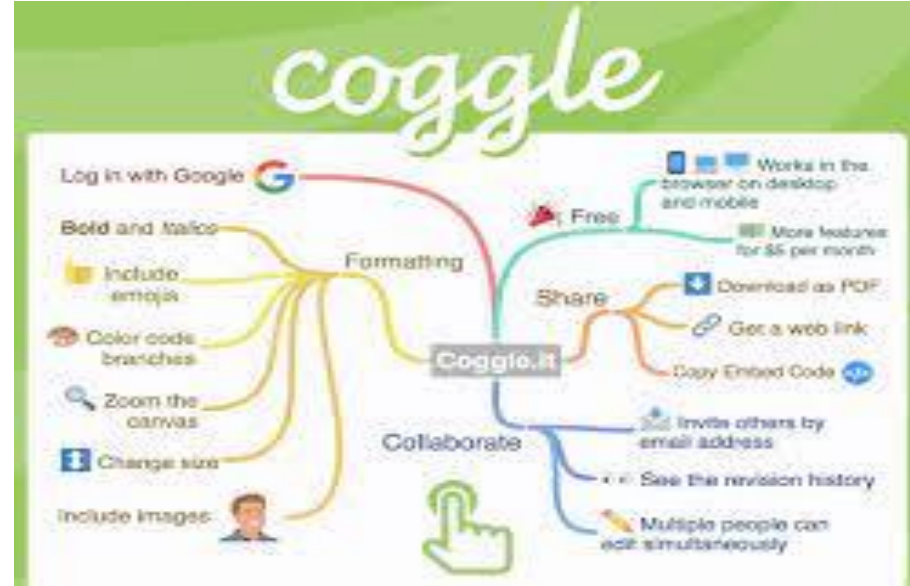 coggle
Log in with Google
Bold and Italics
Include
emojis
Color code
branches
Zoom the
canvas
Change size
Include images
Formatting
Free
Works in the
browser on desktop
and mobile
More features
for $5 per month
Share
Download as PDF
Get a web link
Copy Embed Code
Coggle.it
Collaborate
Invite others by
email address
See the revision history
Multiple people can
edit simultaneously